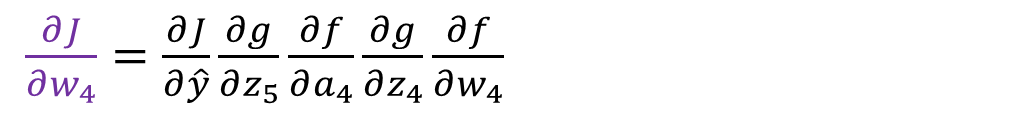 ∂J/∂w₄ = ∂J/∂ŷ ∂g/∂z₅ ∂f/∂a₄ ∂g/∂z₄ ∂f/∂w₄